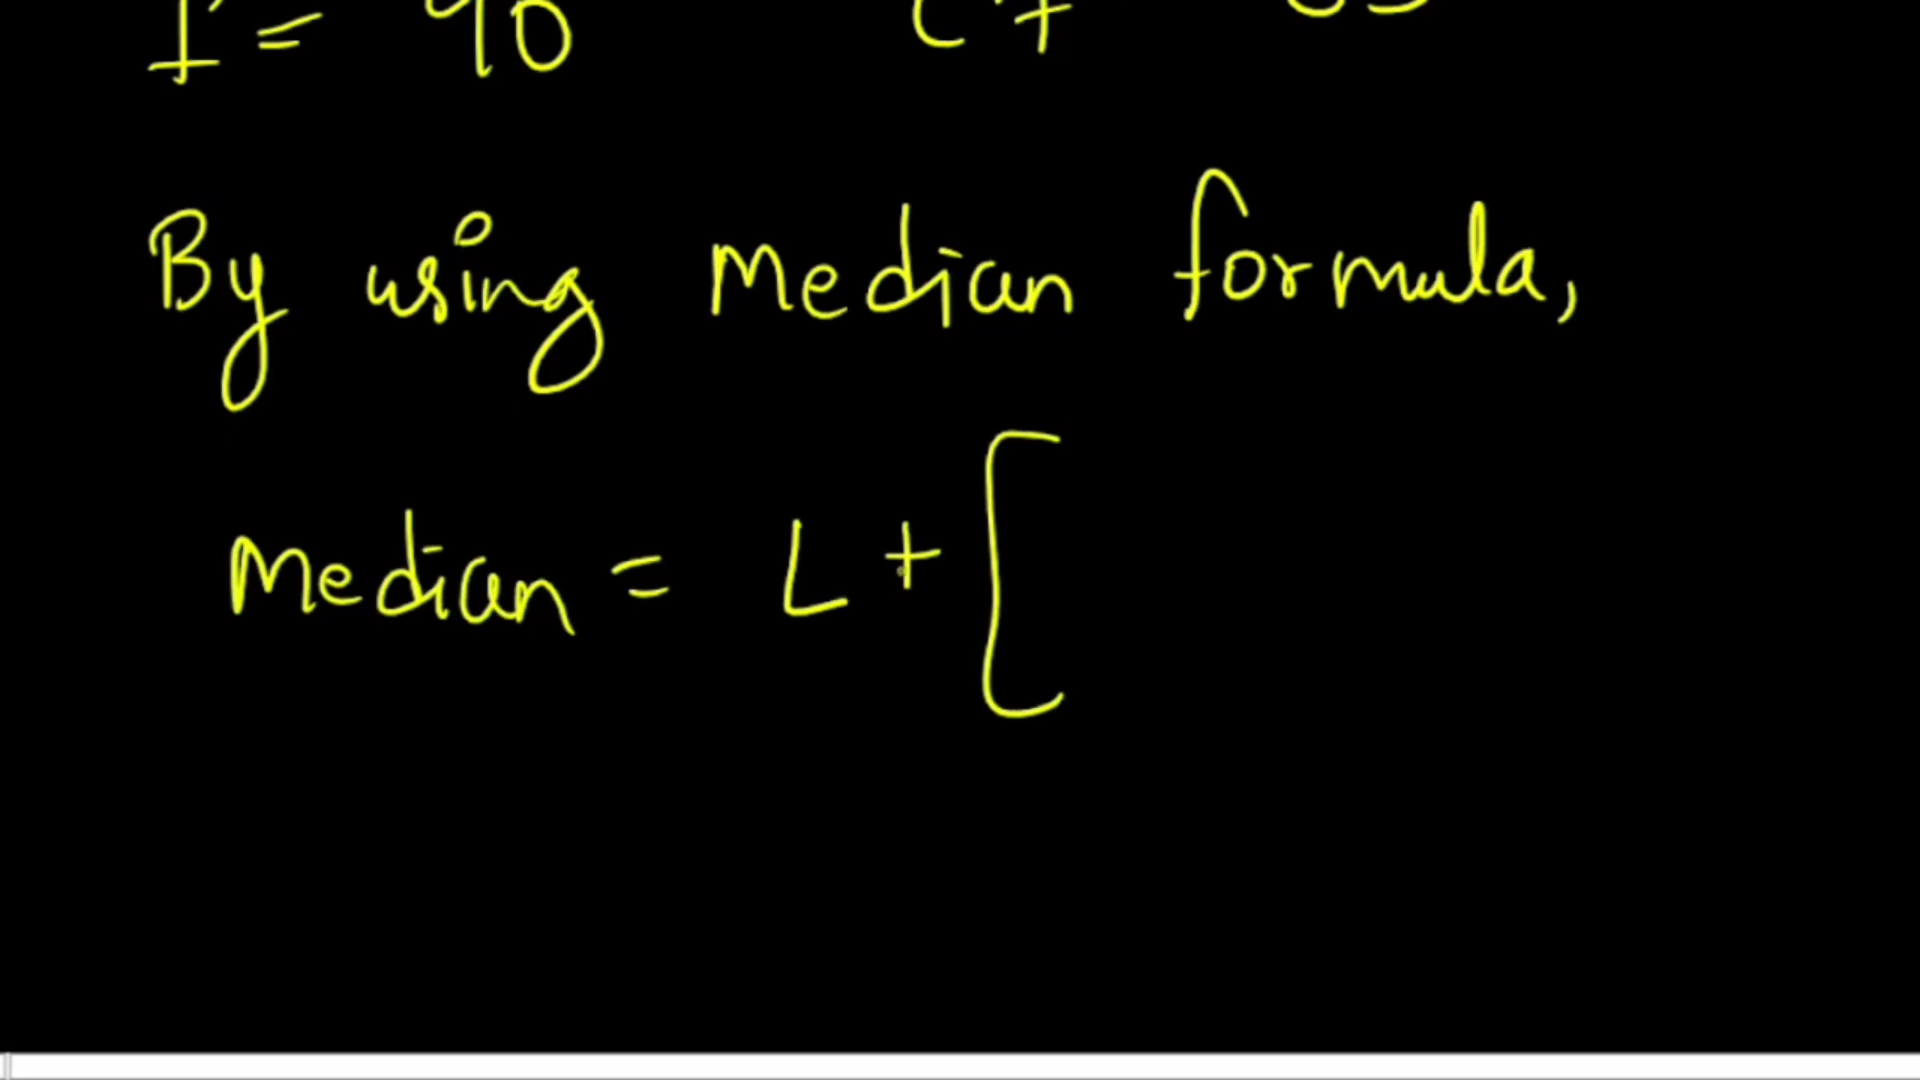 By using Median formula,
Median = L + [